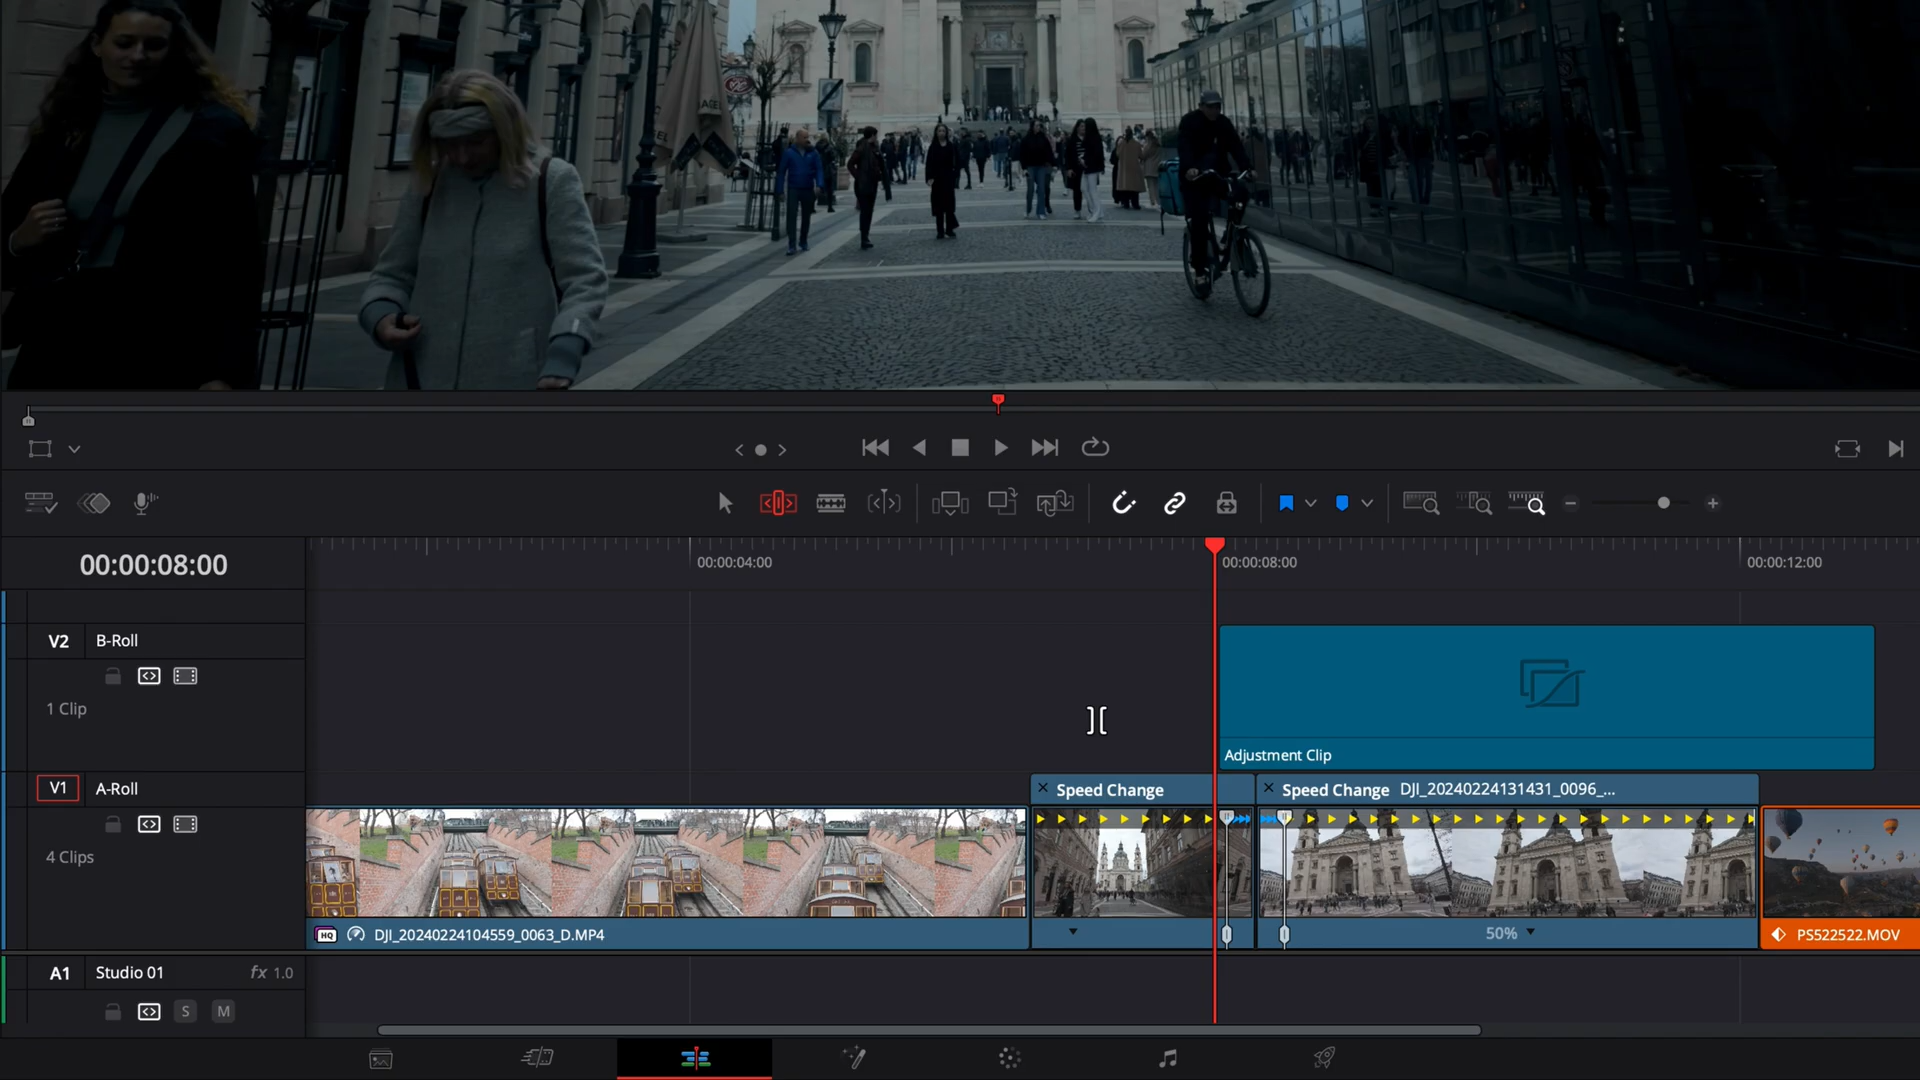 00:00:08:00
00:00:04:00
00:00:08:00
00:00:12:00
V2 B-Roll
1 Clip
Adjustment Clip
V1 A-Roll
Speed Change
Speed Change DJI_20240224131431_0096_...
4 Clips
HQ DJI_20240224104559_0063_D.MP4
50%
PS522522.MOV
A1 Studio 01 fx 1.0
S M